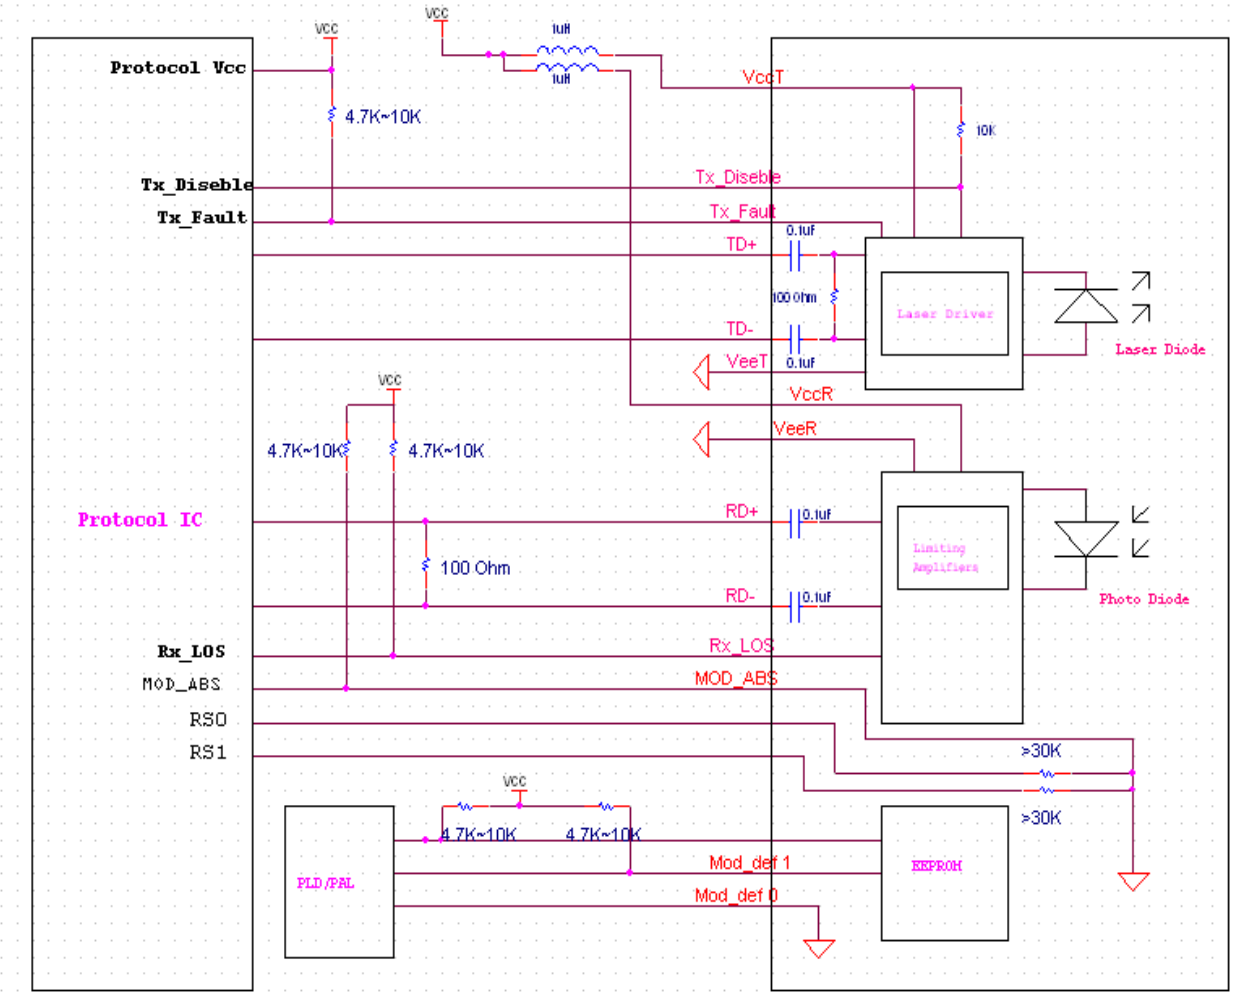 VCC
VCC
1uH
1uH
Protocol Vcc
VccT
4.7K~10K
10K
Tx_Diseble
Tx_Diseble
Tx_Fault
Tx_Fault
0.1uF
TD+
100 Ohm
Laser Driver
TD-
Laser Diode
VeeT
0.1uF
VCC
VccR
VeeR
4.7K~10K
4.7K~10K
RD+
0.1uf
Protocol IC
Limiting
Amplifiers
100 Ohm
RD-
0.1uf
Photo Diode
Rx_LOS
Rx_LOS
MOD_ABS
MOD_ABS
RS0
RS1
>30K
VCC
>30K
4.7K~10K
4.7K~10K
Mod_def 1
EEPROM
PLD/PAL
Mod_def 0